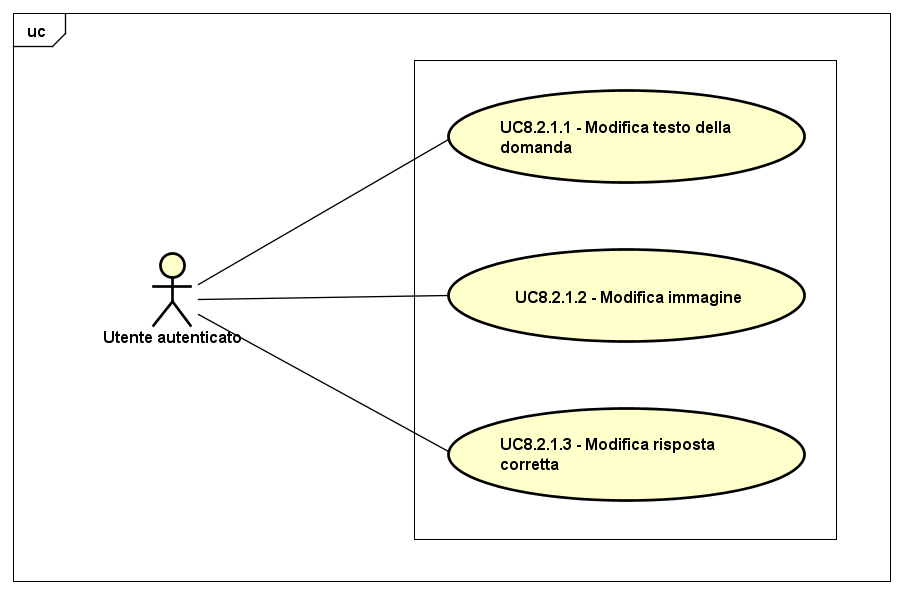 uc
UC8.2.1.1 - Modifica testo della
domanda
UC8.2.1.2 - Modifica immagine
Utente autenticato
UC8.2.1.3 - Modifica risposta
corretta